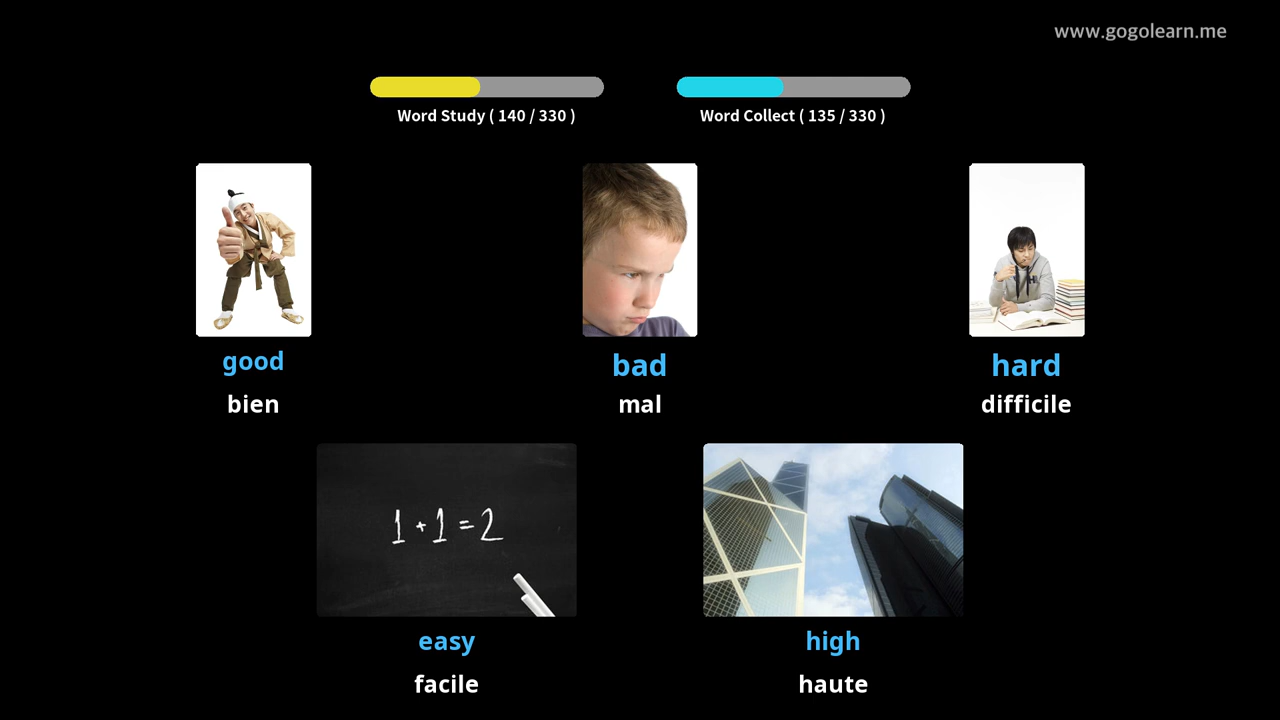 www.gogolearn.me
Word Study ( 140 / 330 )
Word Collect ( 135 / 330 )
good
bad
hard
bien
mal
difficile
1 + 1 = 2
easy
high
facile
haute